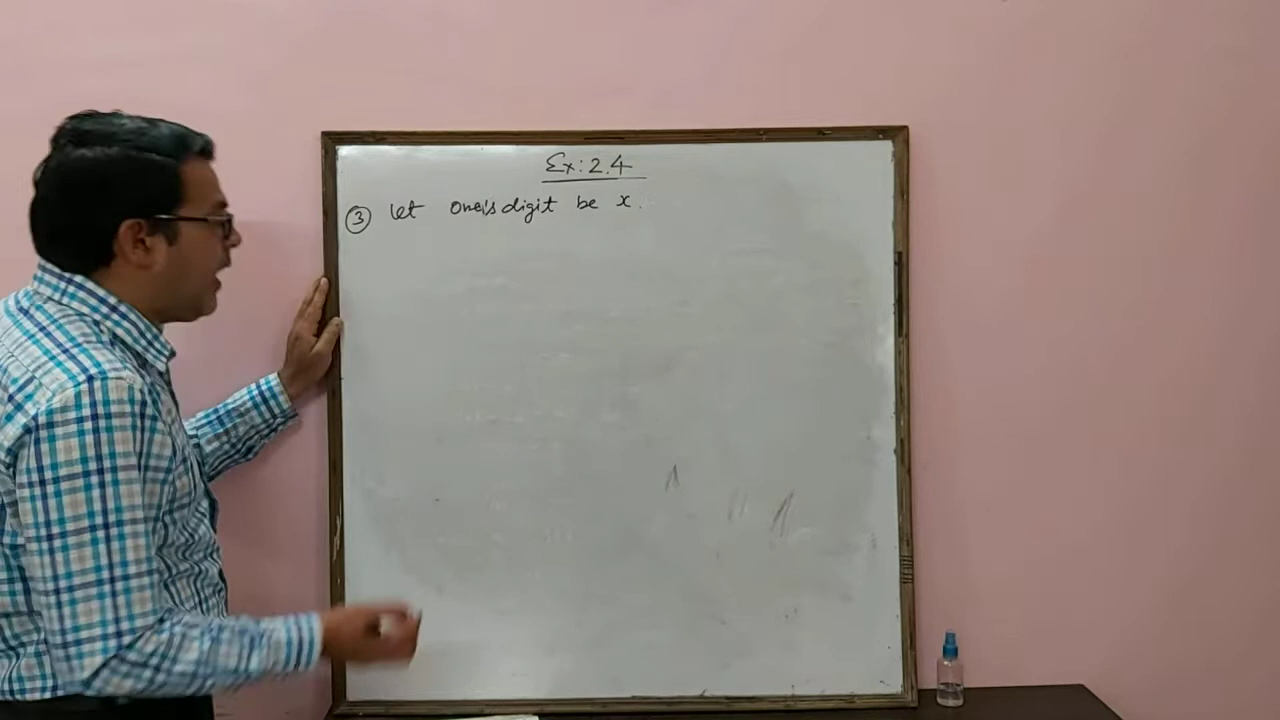 Ex: 2.4
③ Let one's digit be x.